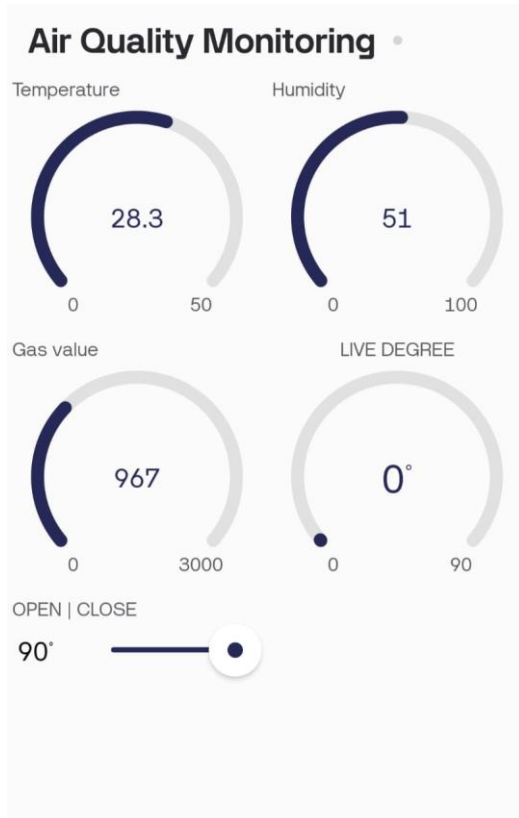 Air Quality Monitoring
Temperature
Humidity
28.3
51
0
50
0
100
Gas value
LIVE DEGREE
967
0°
0
3000
0
90
OPEN | CLOSE
90°